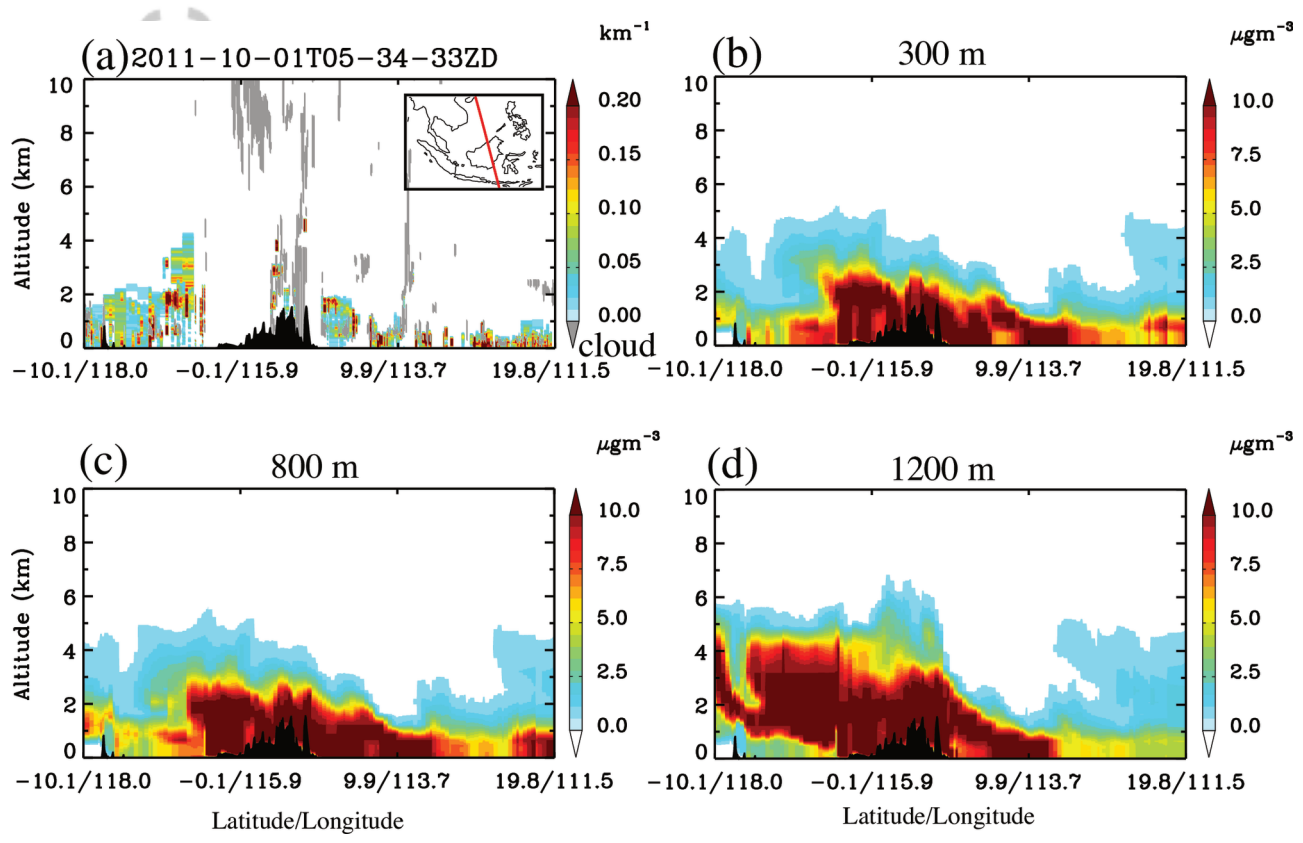 (a) 2011-10-01T05-34-33ZD
km⁻¹
10
8
6
4
2
0
Altitude (km)
0.20
0.15
0.10
0.05
0.00
cloud
-10.1/118.0 -0.1/115.9 9.9/113.7 19.8/111.5
(b) 300 m
μgm⁻³
10
8
6
4
2
0
10.0
7.5
5.0
2.5
0.0
-10.1/118.0 -0.1/115.9 9.9/113.7 19.8/111.5
(c) 800 m
μgm⁻³
10
8
6
4
2
0
Altitude (km)
10.0
7.5
5.0
2.5
0.0
-10.1/118.0 -0.1/115.9 9.9/113.7 19.8/111.5
Latitude/Longitude
(d) 1200 m
μgm⁻³
10
8
6
4
2
0
10.0
7.5
5.0
2.5
0.0
-10.1/118.0 -0.1/115.9 9.9/113.7 19.8/111.5
Latitude/Longitude